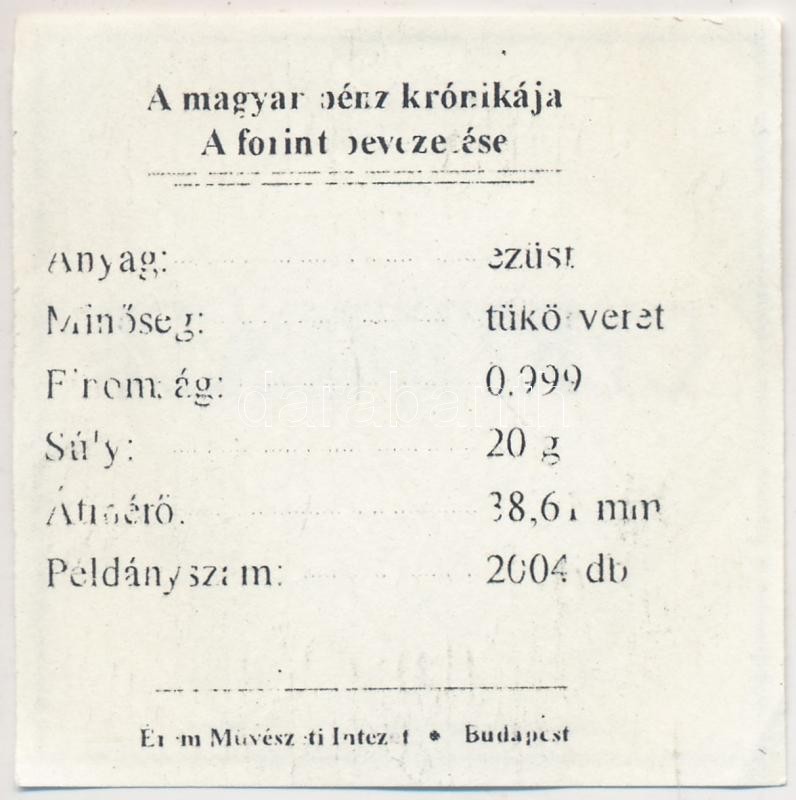 A magyar pénz krónikája
A forint bevezetése
Anyag: ezüst
Minőség: tükörveret
Finomság: 0.999
Súly: 20 g
Átmérő: 38,61 mm
Példányszám: 2004 db
Érem Művészeti Intézet * Budapest
darabanth